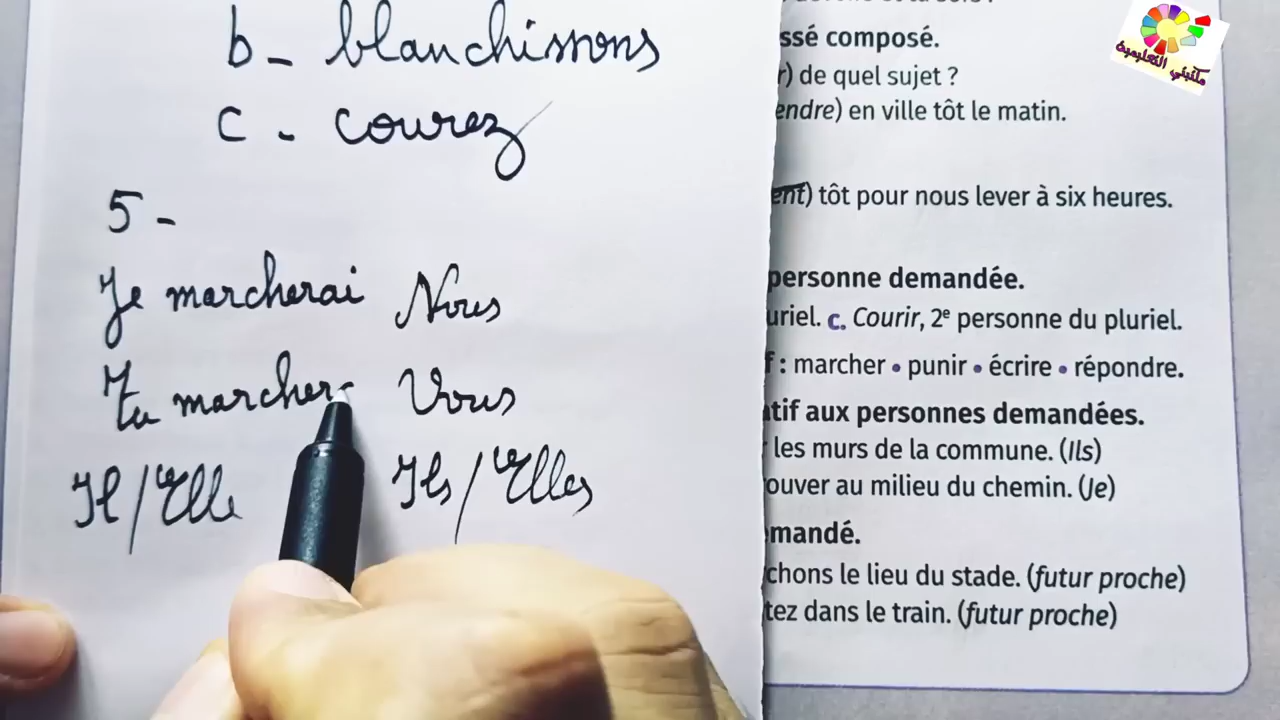 b - blanchissons
c - courez
5 -
Je marcherai Nous
Tu marcher Vous
Il / Elle Ils / Elles
ssé composé.
r) de quel sujet ?
endre) en ville tôt le matin.
ent) tôt pour nous lever à six heures.
personne demandée.
uriel. c. Courir, 2e personne du pluriel.
f : marcher • punir • écrire • répondre.
atif aux personnes demandées.
les murs de la commune. (Ils)
ouver au milieu du chemin. (Je)
mandé.
chons le lieu du stade. (futur proche)
tez dans le train. (futur proche)
مكتبتي التعليمية